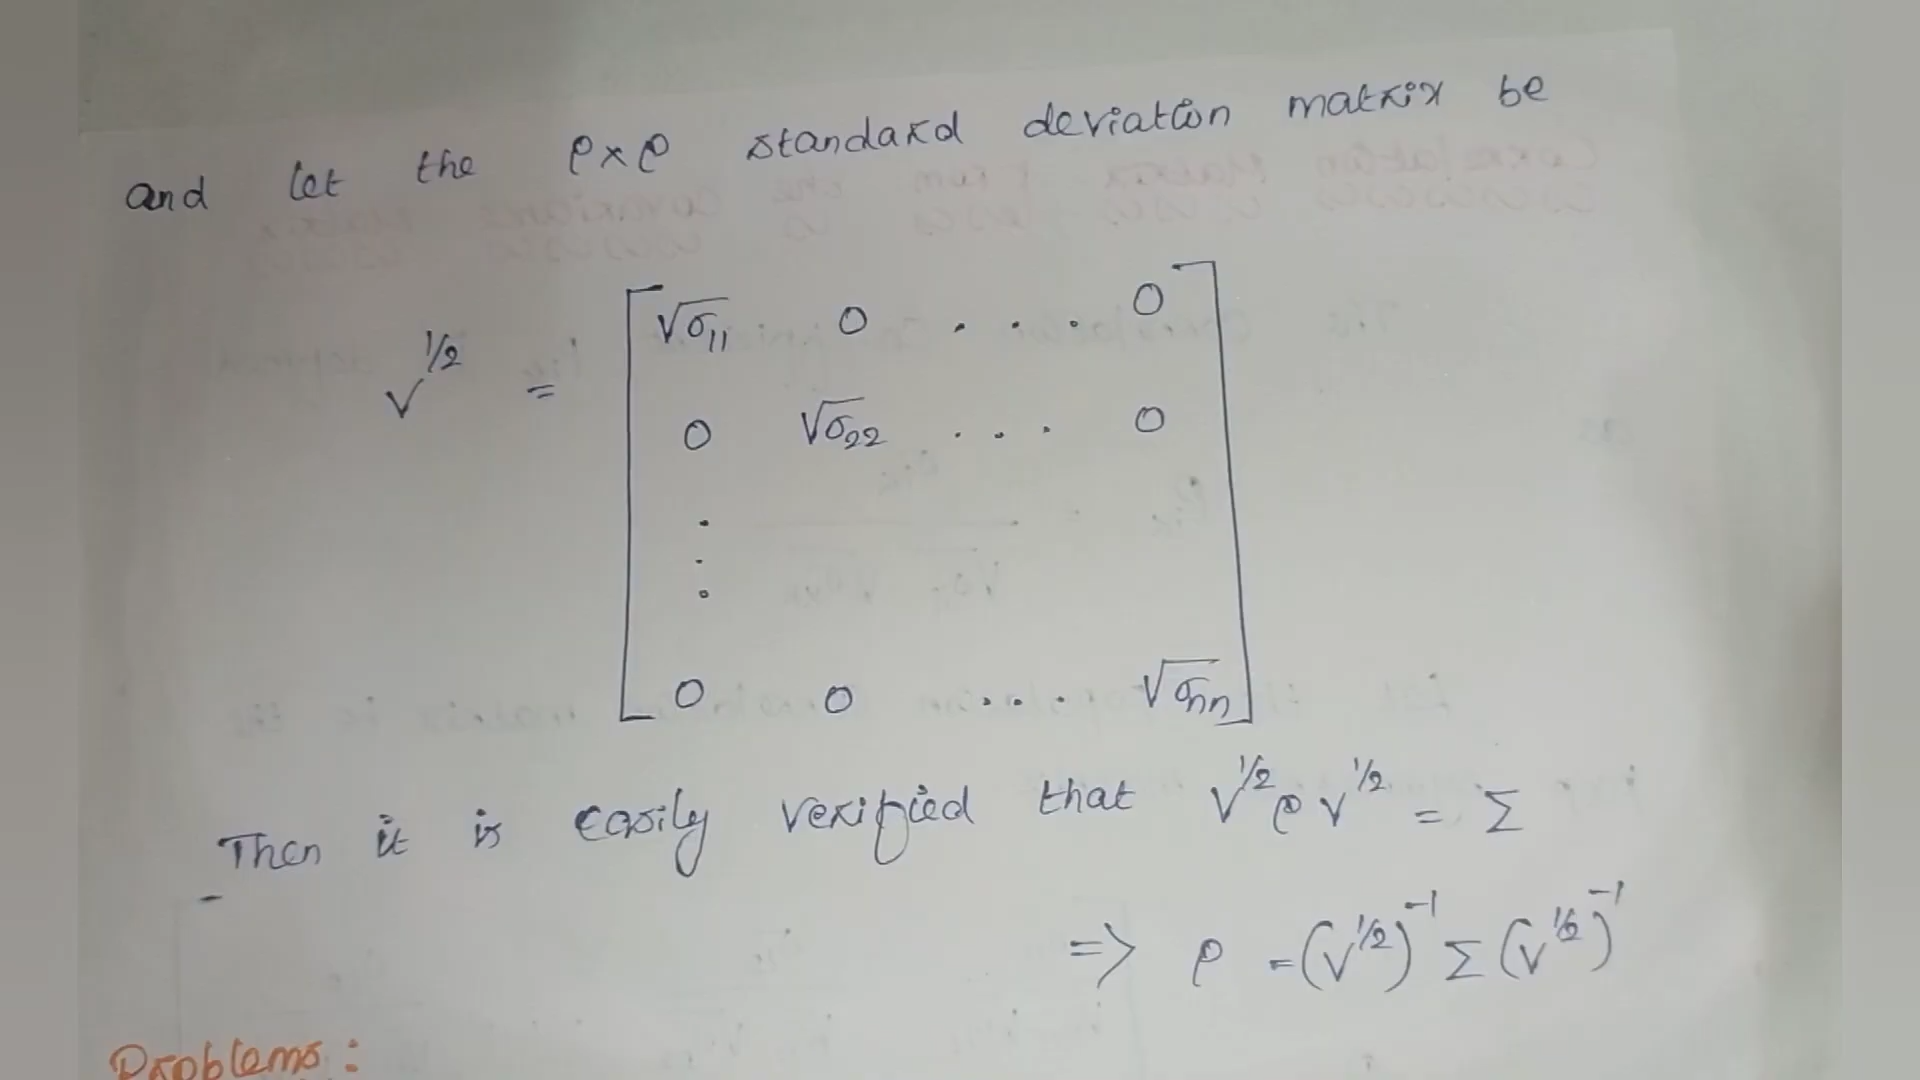 and let the ρ×ρ standard deviation matrix be
V^{1/2} = [ √σ₁₁ 0 . . . 0
0 √σ₂₂ . . . 0
. . .
0 0 . . . √σₙₙ ]
Then it is easily verified that V^{1/2} ρ V^{1/2} = Σ
=> ρ = (V^{1/2})^{-1} Σ (V^{1/2})^{-1}
Problems: